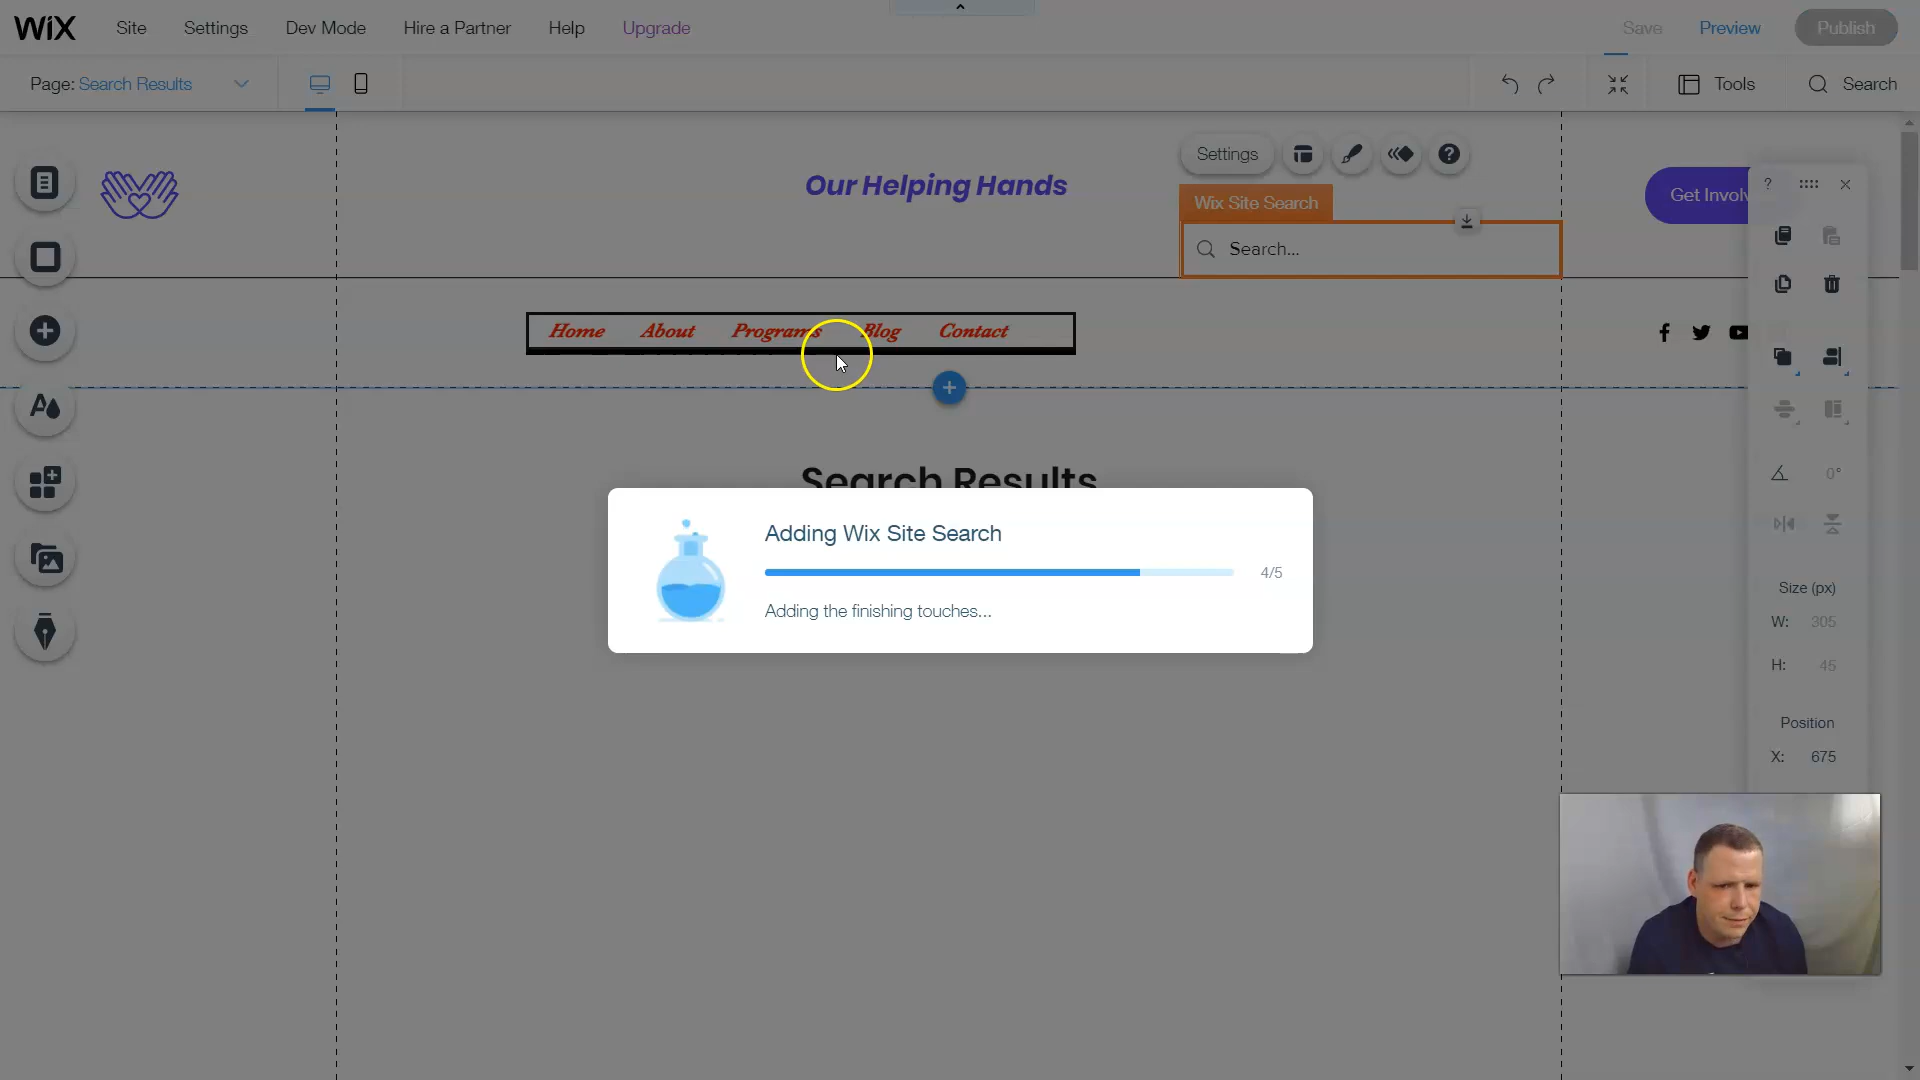 WIX Site Settings Dev Mode Hire a Partner Help Upgrade Save Preview Publish
Page: Search Results Tools Search
Our Helping Hands
Settings ?
Get Involv
?
Wix Site Search
Search...
Home About Programs Blog Contact
Search Results
Adding Wix Site Search
4/5
Adding the finishing touches...
0°
Size (px)
W: 305
H: 45
Position
X: 675